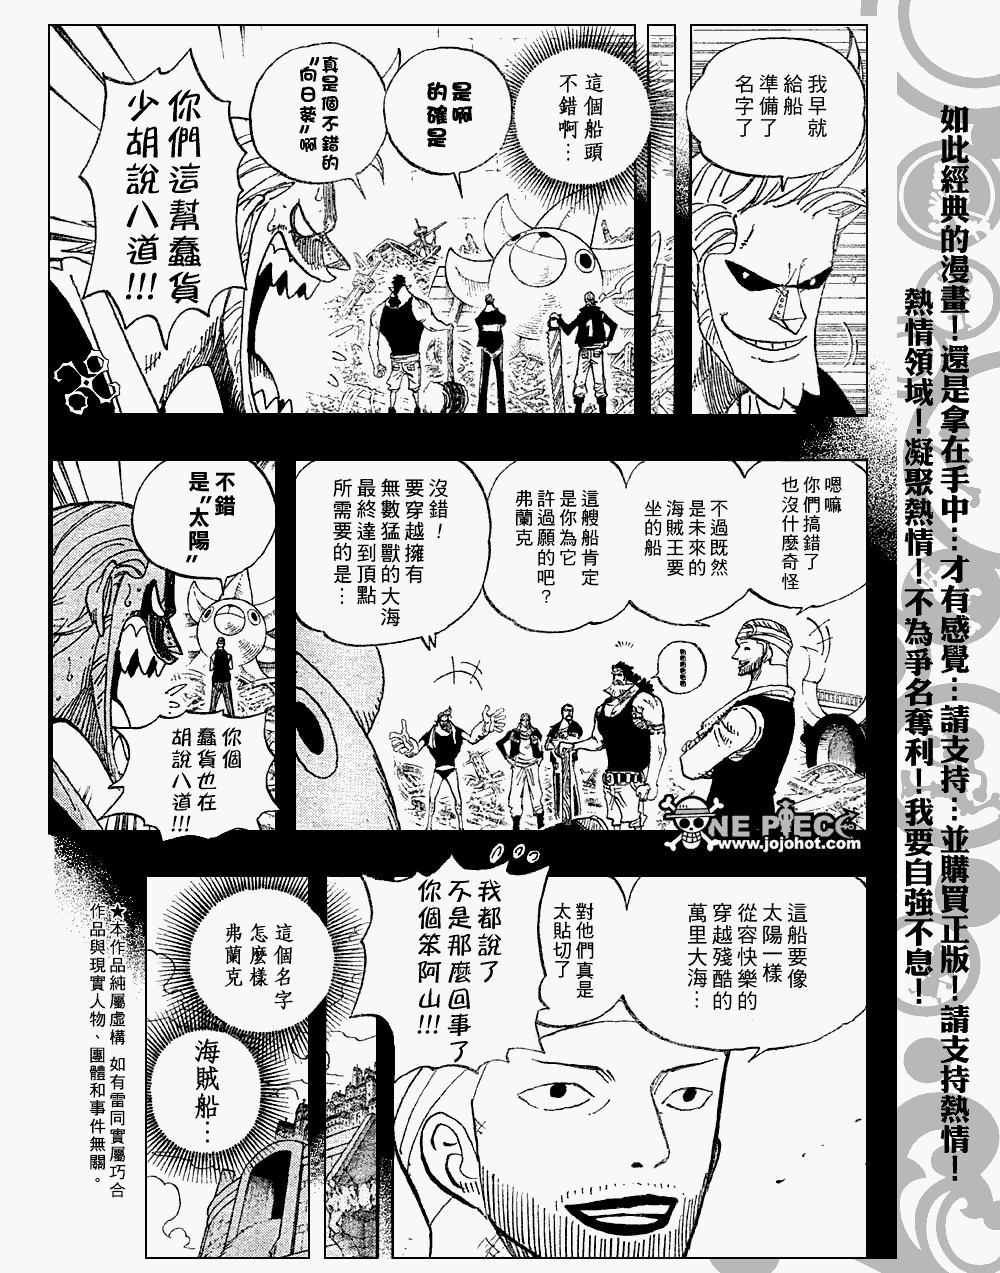 如此經典的漫畫！還是拿在手中…才有感覺…請支持…並購買正版！請支持熱情！
熱情領域！凝聚熱情！不為爭名奪利！我要自強不息！
我早就
給船
準備了
名字了
這個船頭
不錯啊…
是啊
的確是
真是個不錯的
"向日葵"啊
你們這幫蠢貨
少胡說八道!!!
嗯嘛
你們搞錯了
也沒什麼奇怪
不過既然
是未來的
海賊王要
坐的船
這艘船肯定
是你為它
許過願的吧?
弗蘭克
沒錯！
要穿越擁有
無數猛獸的大海
最終達到頂點
所需要的是…
不錯
是"太陽"
你個
蠢貨也在
胡說八道!!!
ONE PIECE
www.jojohot.com
這船要像
太陽一樣
從容快樂的
穿越殘酷的
萬里大海…
對他們真是
太貼切了
我都說了
不是那麼回事了
你個笨阿山!!!
這個名字
怎麼樣
弗蘭克
海賊船…
★本作品純屬虛構 如有雷同實屬巧合
作品與現實人物、團體和事件無關。